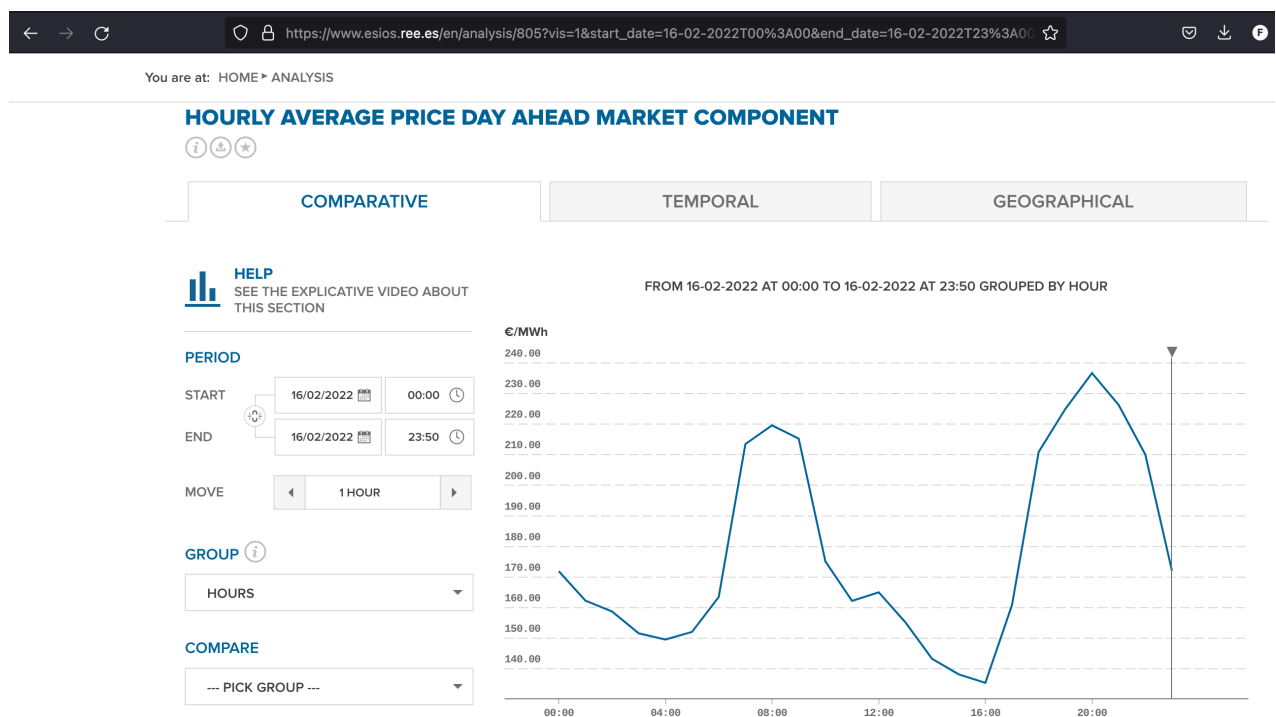 https://www.esios.ree.es/en/analysis/805?vis=1&start_date=16-02-2022T00%3A00&end_date=16-02-2022T23%3A00
F
You are at: HOME ▸ ANALYSIS
HOURLY AVERAGE PRICE DAY AHEAD MARKET COMPONENT
i
COMPARATIVE
TEMPORAL
GEOGRAPHICAL
HELP
SEE THE EXPLICATIVE VIDEO ABOUT
THIS SECTION
PERIOD
START 16/02/2022 00:00
END 16/02/2022 23:50
MOVE 1 HOUR
GROUP i
HOURS
COMPARE
--- PICK GROUP ---
FROM 16-02-2022 AT 00:00 TO 16-02-2022 AT 23:50 GROUPED BY HOUR
€/MWh
240.00
230.00
220.00
210.00
200.00
190.00
180.00
170.00
160.00
150.00
140.00
00:00 04:00 08:00 12:00 16:00 20:00